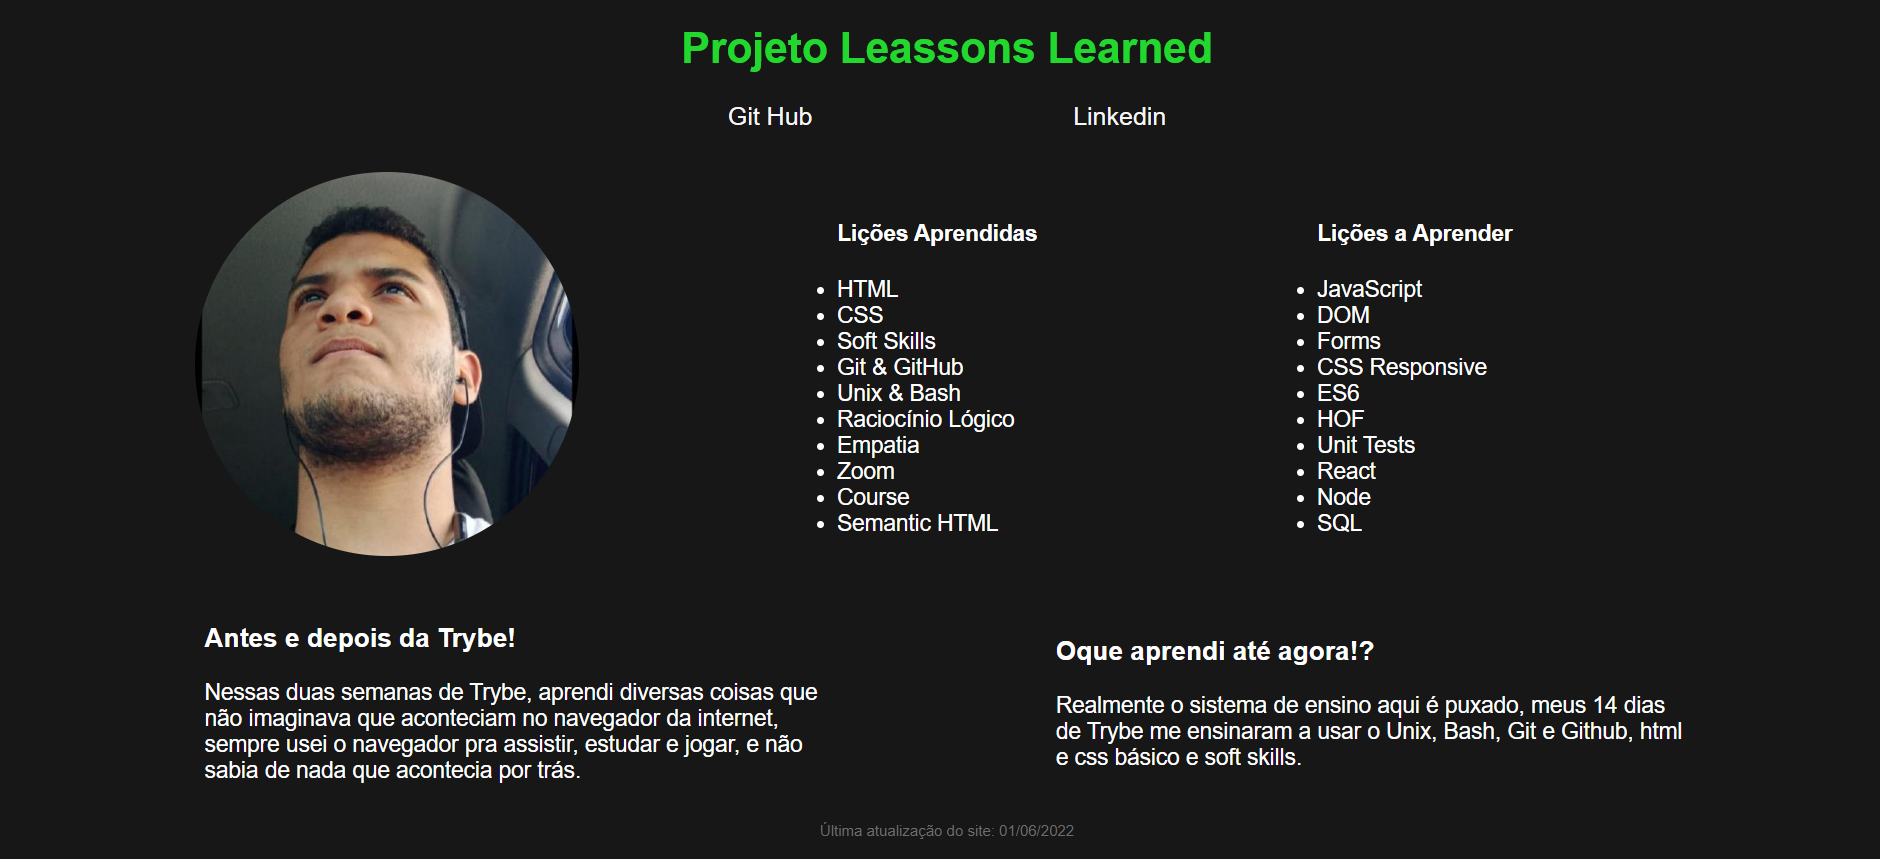 Projeto Leassons Learned
Git Hub
Linkedin
Lições Aprendidas
HTML
CSS
Soft Skills
Git & GitHub
Unix & Bash
Raciocínio Lógico
Empatia
Zoom
Course
Semantic HTML
Lições a Aprender
JavaScript
DOM
Forms
CSS Responsive
ES6
HOF
Unit Tests
React
Node
SQL
Antes e depois da Trybe!
Nessas duas semanas de Trybe, aprendi diversas coisas que
não imaginava que aconteciam no navegador da internet,
sempre usei o navegador pra assistir, estudar e jogar, e não
sabia de nada que acontecia por trás.
Oque aprendi até agora!?
Realmente o sistema de ensino aqui é puxado, meus 14 dias
de Trybe me ensinaram a usar o Unix, Bash, Git e Github, html
e css básico e soft skills.
Última atualização do site: 01/06/2022